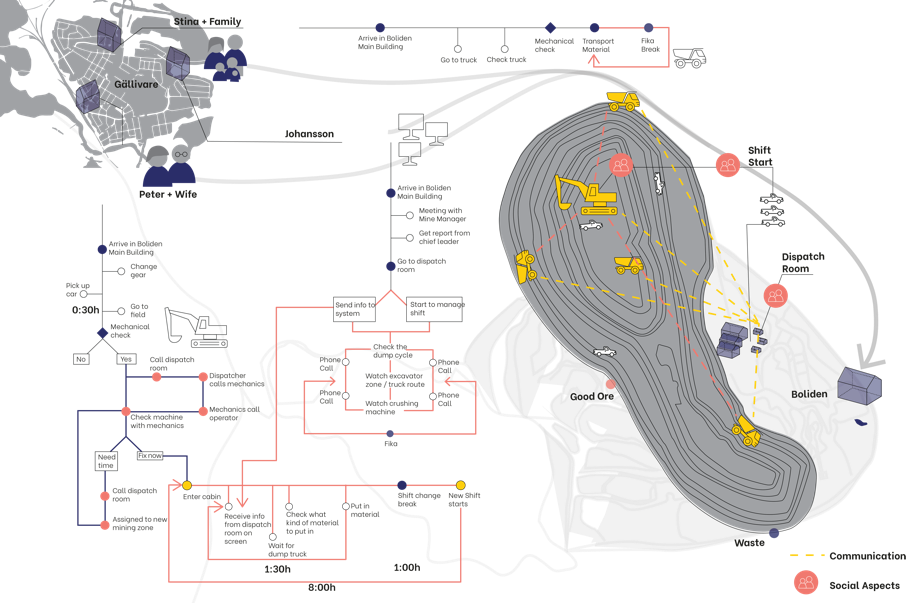 Stina + Family
Gällivare
Johansson
Peter + Wife
Arrive in Boliden
Main Building
Go to truck
Check truck
Mechanical
check
Transport
Material
Fika
Break
Shift
Start
Dispatch
Room
Boliden
Good Ore
Waste
Communication
Social Aspects
Arrive in Boliden
Main Building
Meeting with
Mine Manager
Get report from
chief leader
Go to dispatch
room
Send info to
system
Start to manage
shift
Check the
dump cycle
Phone
Call
Phone
Call
Watch excavator
zone / truck route
Phone
Call
Phone
Call
Watch crushing
machine
Fika
Arrive in Boliden
Main Building
Change
gear
Pick up
car
0:30h
Go to
field
Mechanical
check
No
Yes
Call dispatch
room
Dispatcher
calls mechanics
Mechanics call
operator
Check machine
with mechanics
Need
time
Fix now
Call dispatch
room
Assigned to new
mining zone
Enter cabin
Receive info
from dispatch
room on
screen
Wait for
dump truck
Check what
kind of material
to put in
Put in
material
Shift change
break
New Shift
starts
1:30h
1:00h
8:00h